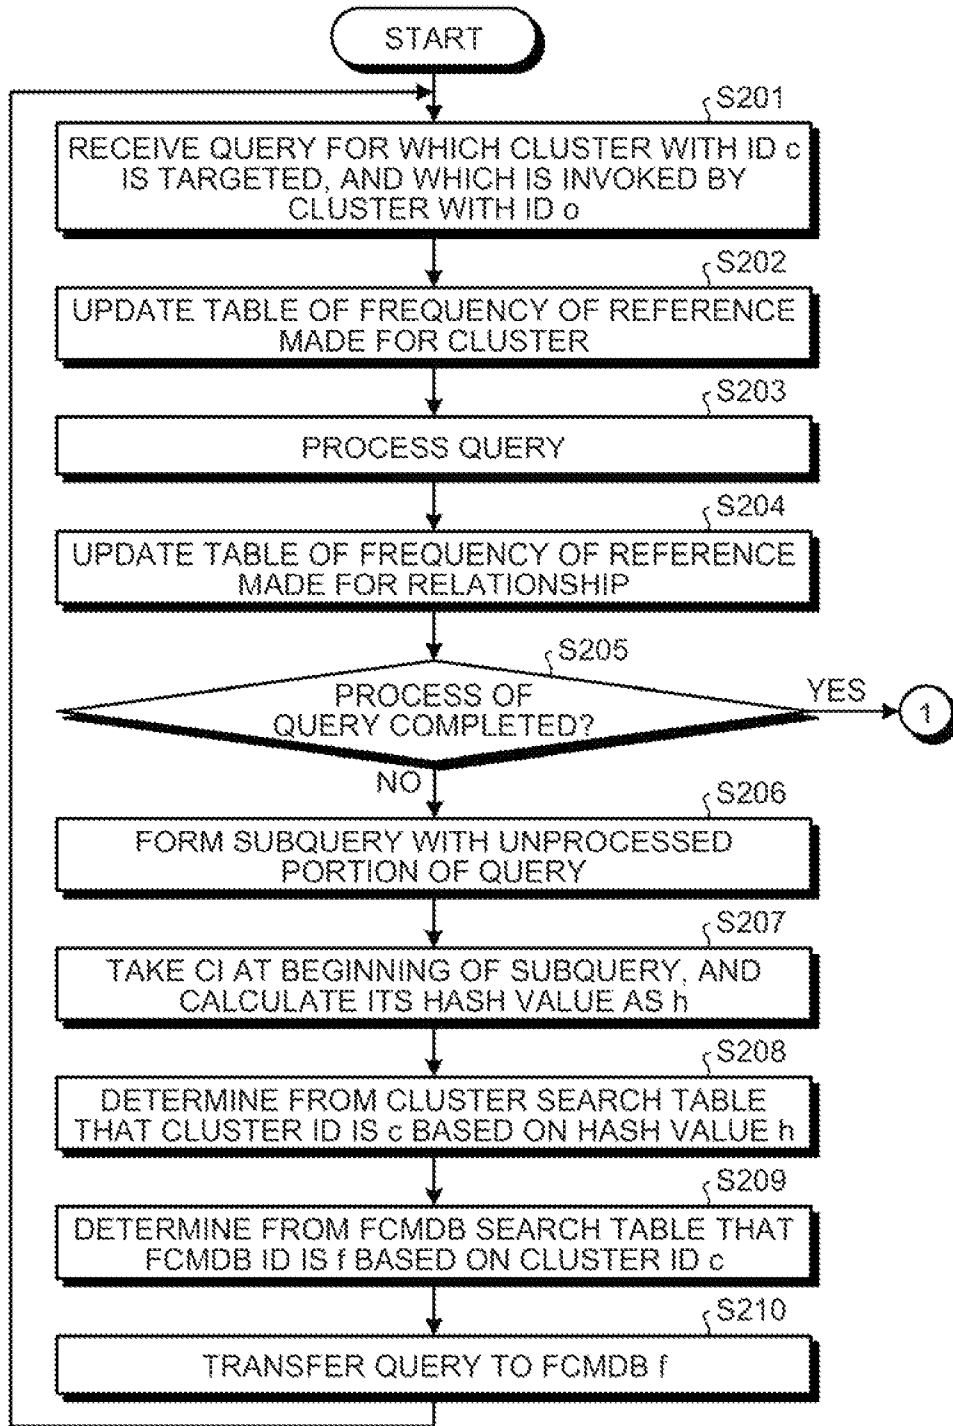 START
S201
RECEIVE QUERY FOR WHICH CLUSTER WITH ID c
IS TARGETED, AND WHICH IS INVOKED BY
CLUSTER WITH ID o
S202
UPDATE TABLE OF FREQUENCY OF REFERENCE
MADE FOR CLUSTER
S203
PROCESS QUERY
S204
UPDATE TABLE OF FREQUENCY OF REFERENCE
MADE FOR RELATIONSHIP
S205
PROCESS OF
QUERY COMPLETED?
YES
1
NO
S206
FORM SUBQUERY WITH UNPROCESSED
PORTION OF QUERY
S207
TAKE CI AT BEGINNING OF SUBQUERY, AND
CALCULATE ITS HASH VALUE AS h
S208
DETERMINE FROM CLUSTER SEARCH TABLE
THAT CLUSTER ID IS c BASED ON HASH VALUE h
S209
DETERMINE FROM FCMDB SEARCH TABLE THAT
FCMDB ID IS f BASED ON CLUSTER ID c
S210
TRANSFER QUERY TO FCMDB f